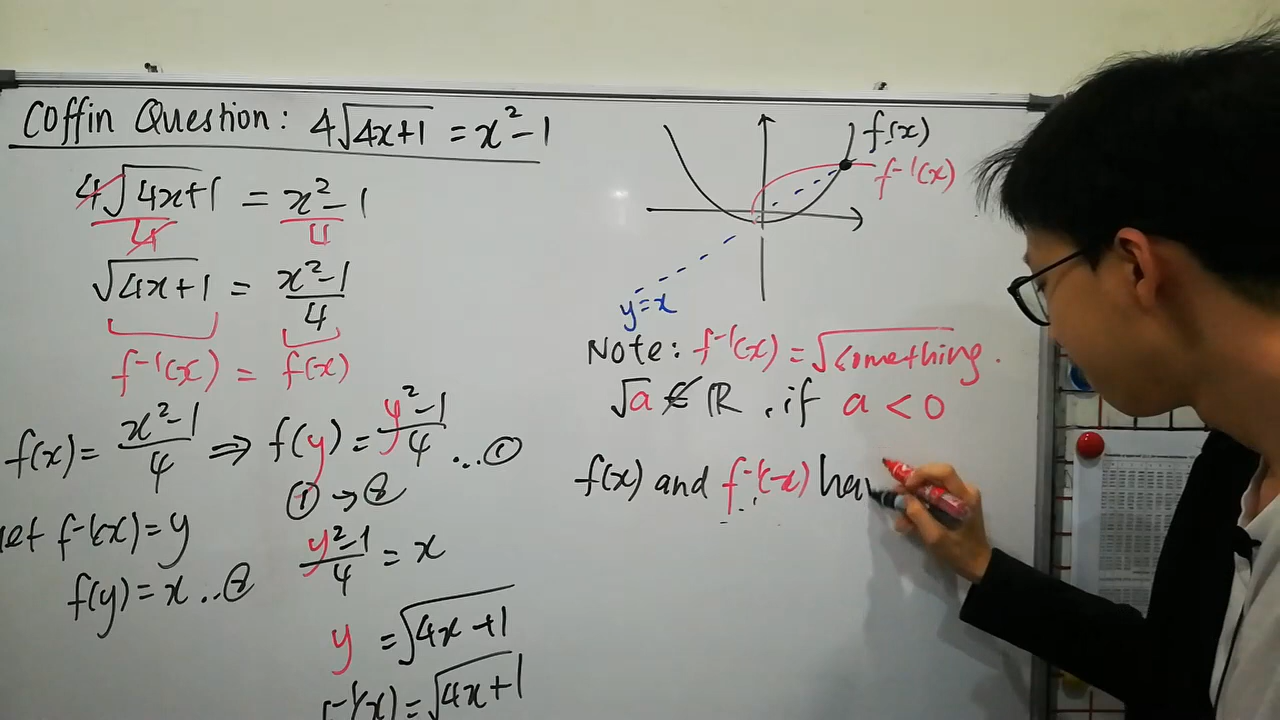 Coffin Question: 4√4x+1 = x²-1
4√4x+1 / 4 = x²-1 / 4
√4x+1 = x²-1 / 4
f⁻¹(x) = f(x)
f(x) = x²-1 / 4 ⇒ f(y) = y²-1 / 4 ...①
① → ②
let f⁻¹(x) = y
y²-1 / 4 = x
f(y) = x ..②
y = √4x+1
f⁻¹(x) = √4x+1
f(x)
f⁻¹(x)
y=x
Note: f⁻¹(x) = √something.
√a ∉ ℝ, if a < 0
f(x) and f⁻¹(x) hav